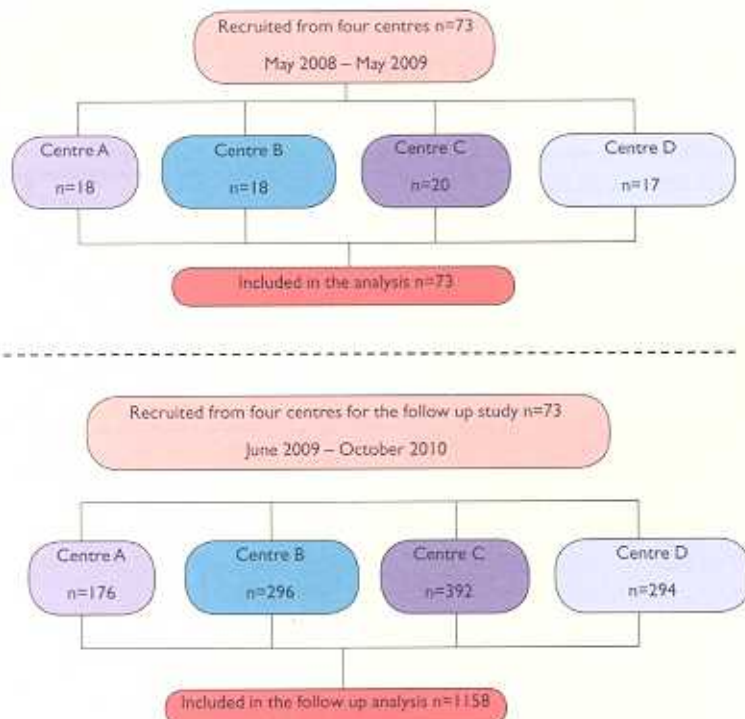 Recruited from four centres n=73
May 2008 – May 2009
Centre A
n=18
Centre B
n=18
Centre C
n=20
Centre D
n=17
Included in the analysis n=73
Recruited from four centres for the follow up study n=73
June 2009 – October 2010
Centre A
n=176
Centre B
n=296
Centre C
n=392
Centre D
n=294
Included in the follow up analysis n=1158